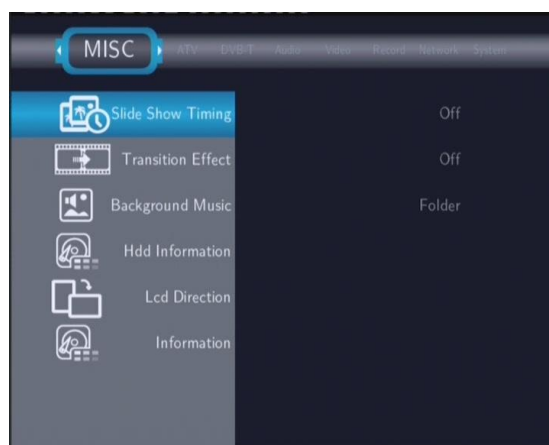 MISC ATV DVB-T Audio Video Record Network System
Slide Show Timing Off
Transition Effect Off
Background Music Folder
Hdd Information
Lcd Direction
Information